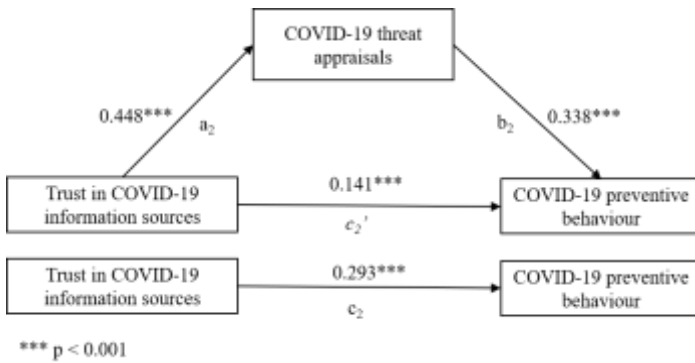 COVID-19 threat
appraisals
0.448***
a₂
b₂
0.338***
Trust in COVID-19
information sources
0.141***
c₂'
COVID-19 preventive
behaviour
Trust in COVID-19
information sources
0.293***
c₂
COVID-19 preventive
behaviour
*** p < 0.001